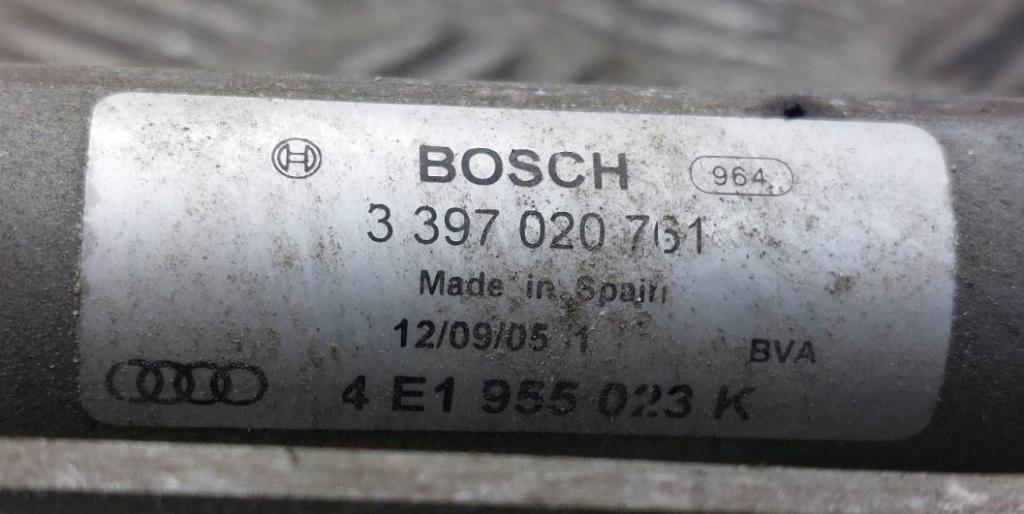 BOSCH 964
3 397 020 761
Made in Spain
12/09/05 1
BVA
4 E1 955 023 K